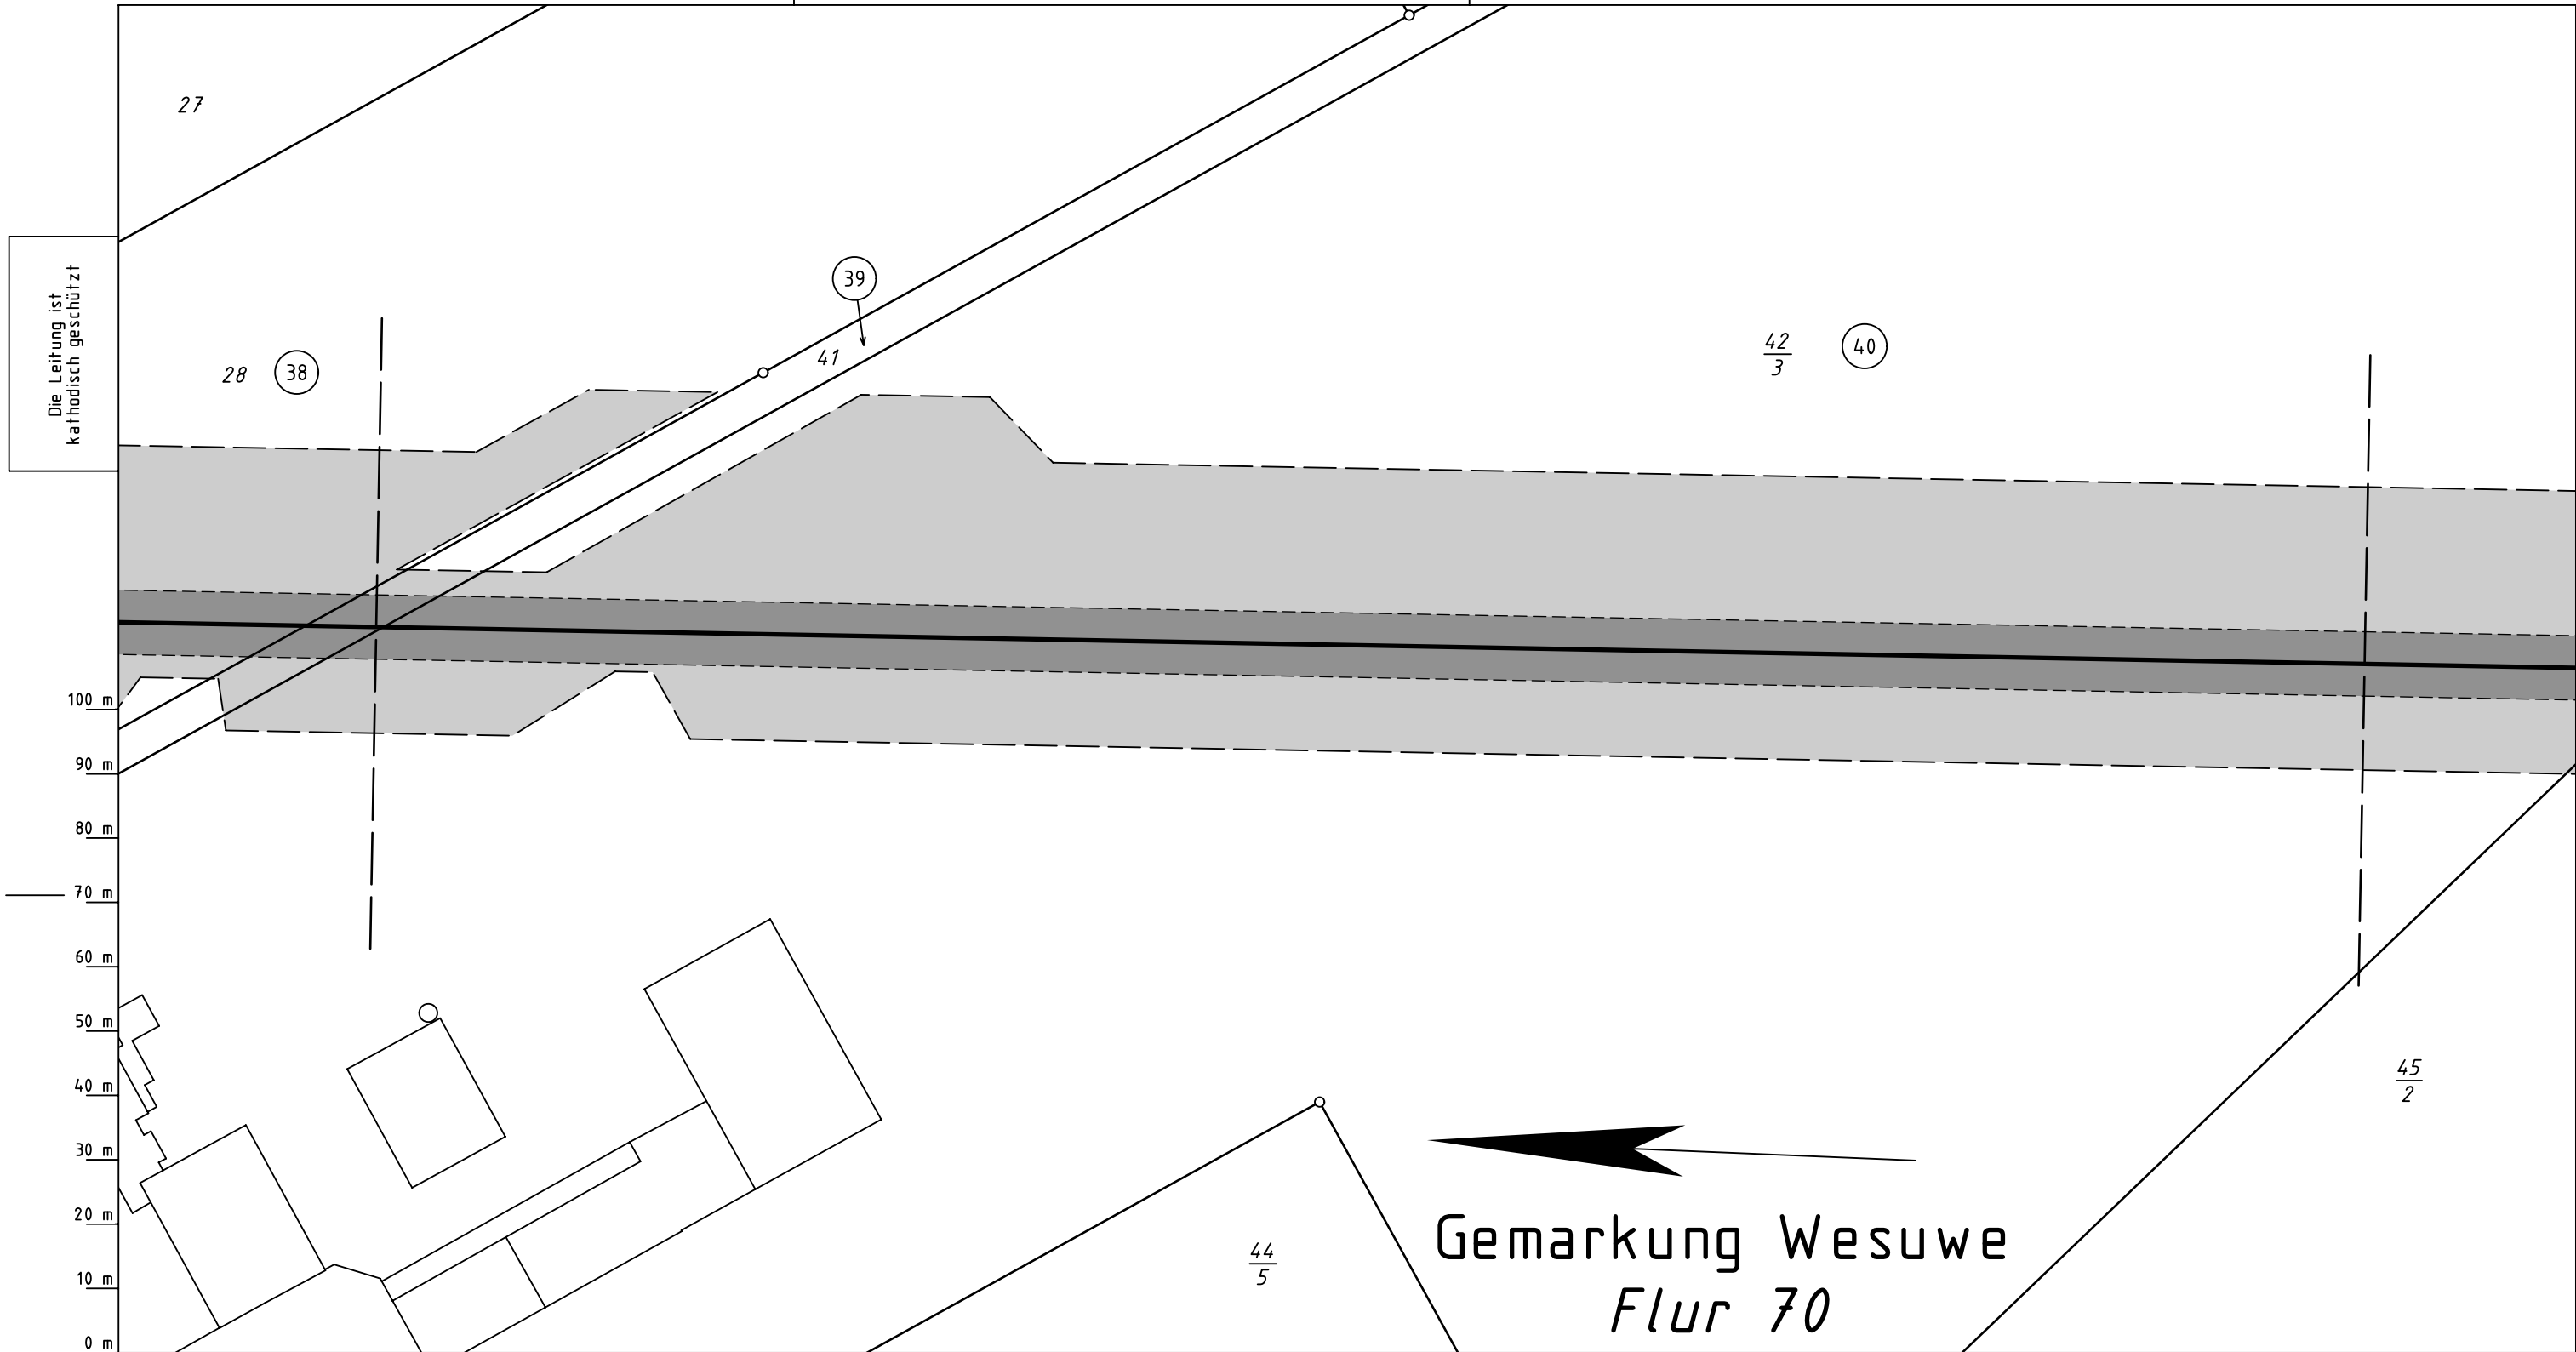 27
39
41
42
3
40
28
38
Die Leitung ist
kathodisch geschützt
100 m
90 m
80 m
70 m
60 m
50 m
40 m
30 m
20 m
10 m
0 m
45
2
44
5
Gemarkung Wesuwe
Flur 70